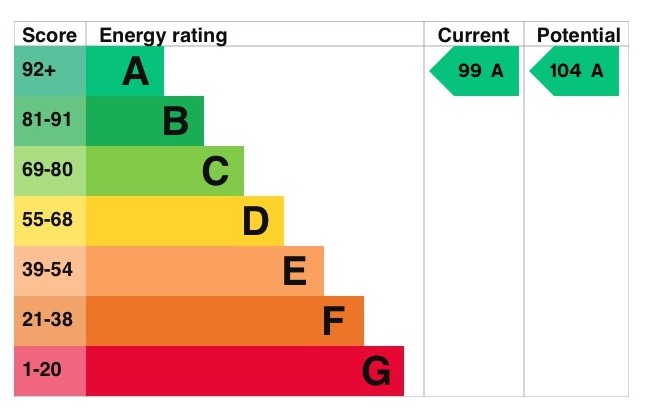 Score Energy rating Current Potential
92+ A 99 A 104 A
81-91 B
69-80 C
55-68 D
39-54 E
21-38 F
1-20 G